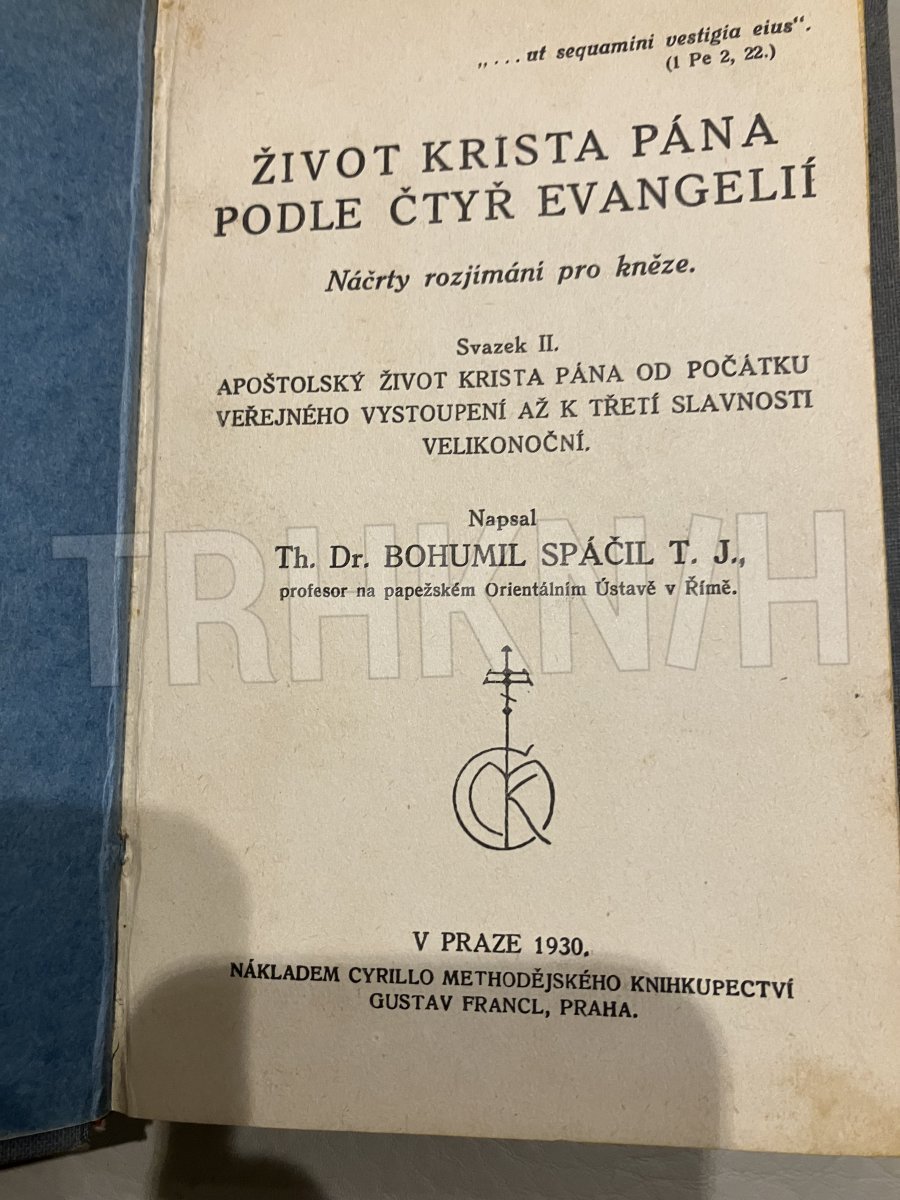 „...ut sequamini vestigia eius“.
(1 Pe 2, 22.)
ŽIVOT KRISTA PÁNA
PODLE ČTYŘ EVANGELIÍ
Náčrty rozjímání pro kněze.
Svazek II.
APOŠTOLSKÝ ŽIVOT KRISTA PÁNA OD POČÁTKU
VEŘEJNÉHO VYSTOUPENÍ AŽ K TŘETÍ SLAVNOSTI
VELIKONOČNÍ.
Napsal
Th. Dr. BOHUMIL SPÁČIL T. J.,
profesor na papežském Orientálním Ústavě v Římě.
TRHKNIH
ČK
V PRAZE 1930.
NÁKLADEM CYRILLO METHODĚJSKÉHO KNIHKUPECTVÍ
GUSTAV FRANCL, PRAHA.